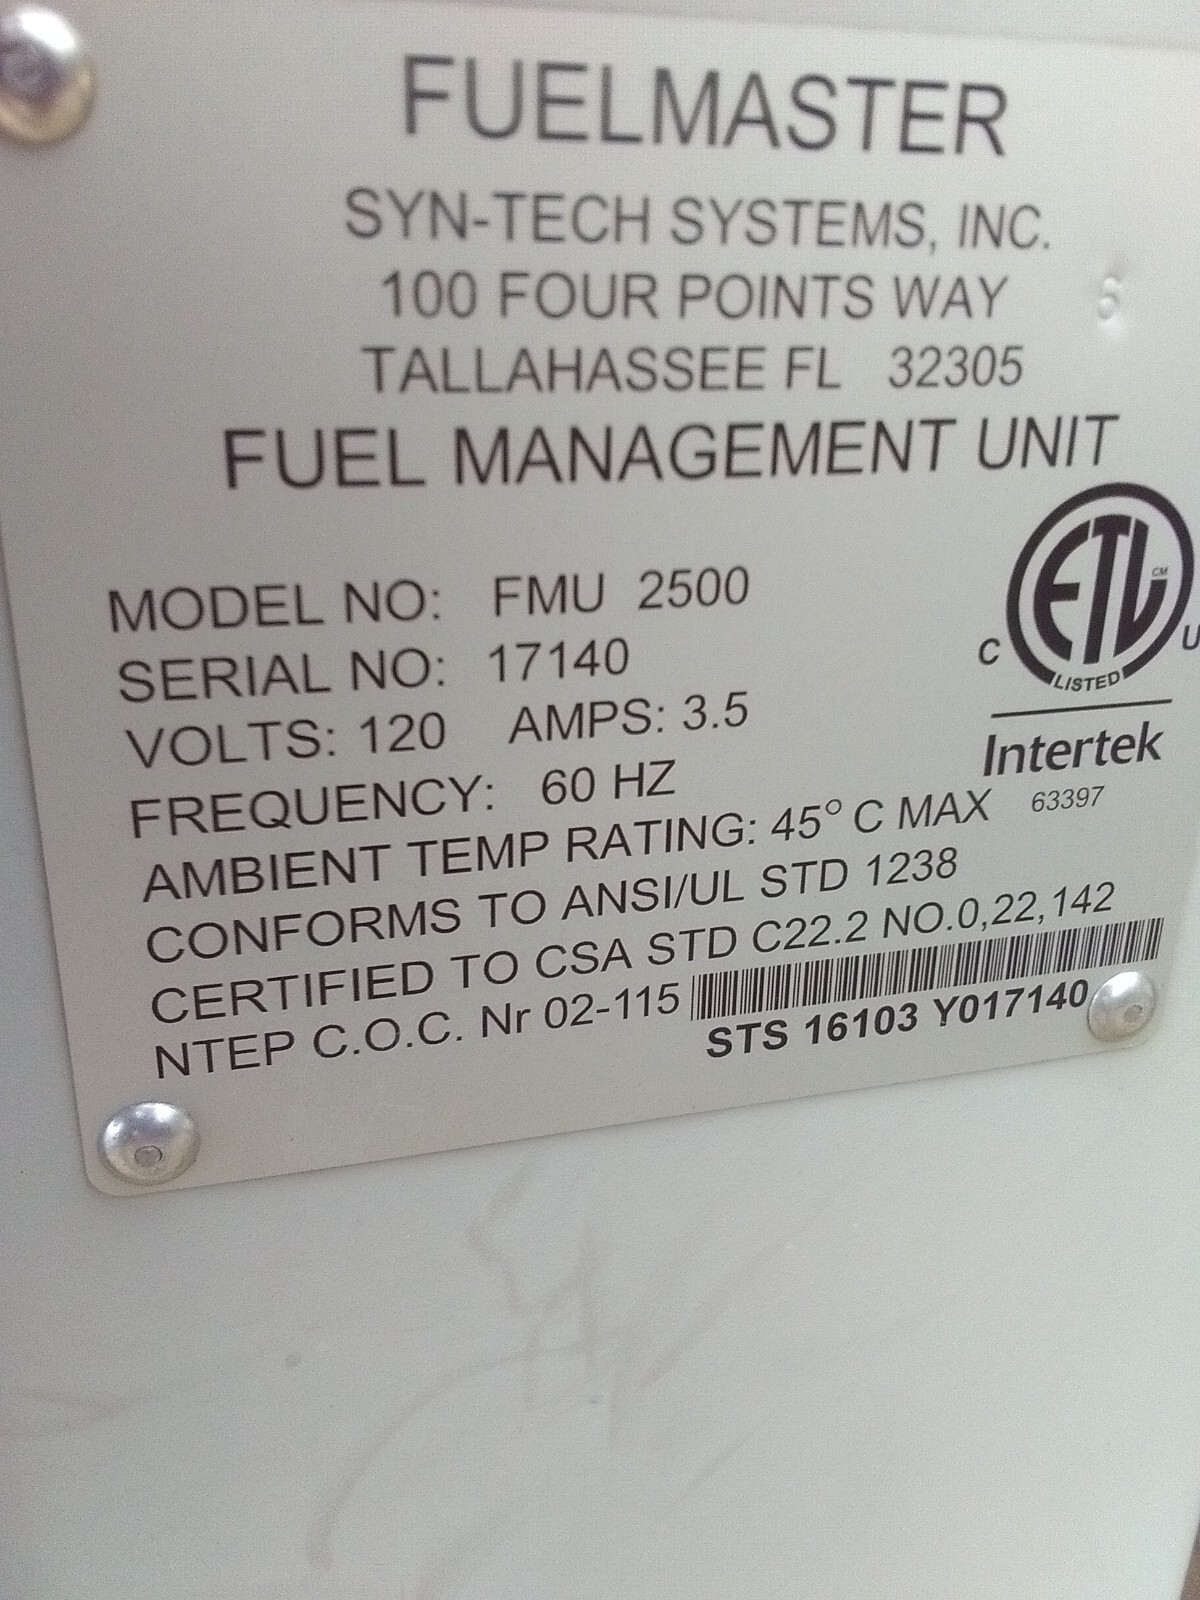 FUELMASTER
SYN-TECH SYSTEMS, INC.
100 FOUR POINTS WAY
6
TALLAHASSEE FL 32305
FUEL MANAGEMENT UNIT
MODEL NO: FMU 2500
SERIAL NO: 17140
VOLTS: 120 AMPS: 3.5
FREQUENCY: 60 HZ
AMBIENT TEMP RATING: 45° C MAX
CONFORMS TO ANSI/UL STD 1238
CERTIFIED TO CSA STD C22.2 NO.0,22,142
NTEP C.O.C. Nr 02-115
STS 16103 Y017140
ETL CM
C U
LISTED
Intertek
63397